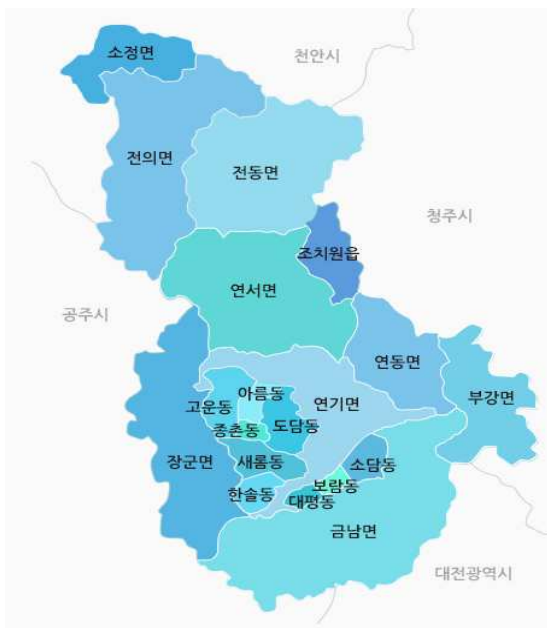 소정면
천안시
전의면
전동면
청주시
조치원읍
연서면
공주시
연동면
부강면
아름동
고운동
연기면
도담동
종촌동
장군면
새롬동
소담동
한솔동
보람동
대평동
금남면
대전광역시